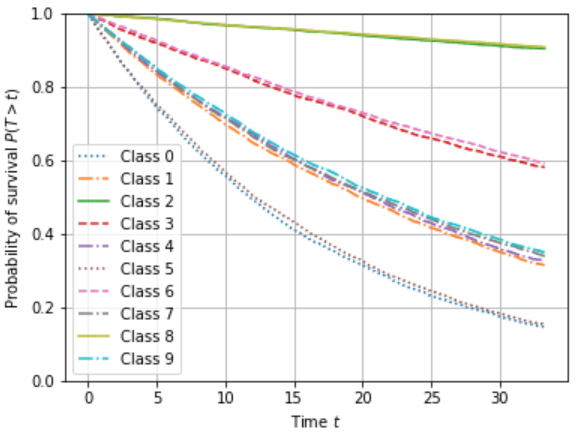 1.0
0.8
0.6
0.4
0.2
0.0
Probability of survival P(T > t)
Class 0
Class 1
Class 2
Class 3
Class 4
Class 5
Class 6
Class 7
Class 8
Class 9
0 5 10 15 20 25 30
Time t